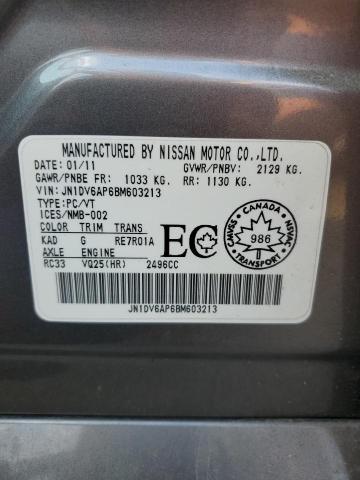 MANUFACTURED BY NISSAN MOTOR CO.,LTD.
DATE: 01/11 GVWR/PNBV: 2129 KG.
GAWR/PNBE FR: 1033 KG. RR: 1130 KG.
VIN: JN1DV6AP6BM603213
TYPE:PC/VT
ICES/NMB-002
COLOR TRIM TRANS
KAD G RE7R01A
AXLE ENGINE
RC33 VQ25(HR) 2496CC
EC
CANADA
CMVSS NSVAC
986
TRANSPORT
JN1DV6AP6BM603213